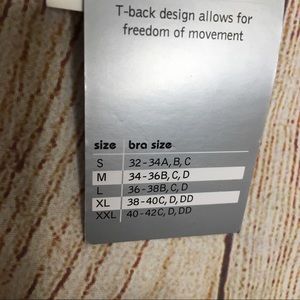 T-back design allows for
freedom of movement
size bra size
S 32-34A, B, C
M 34-36B, C, D
L 36-38B, C, D
XL 38-40C, D, DD
XXL 40-42C, D, DD